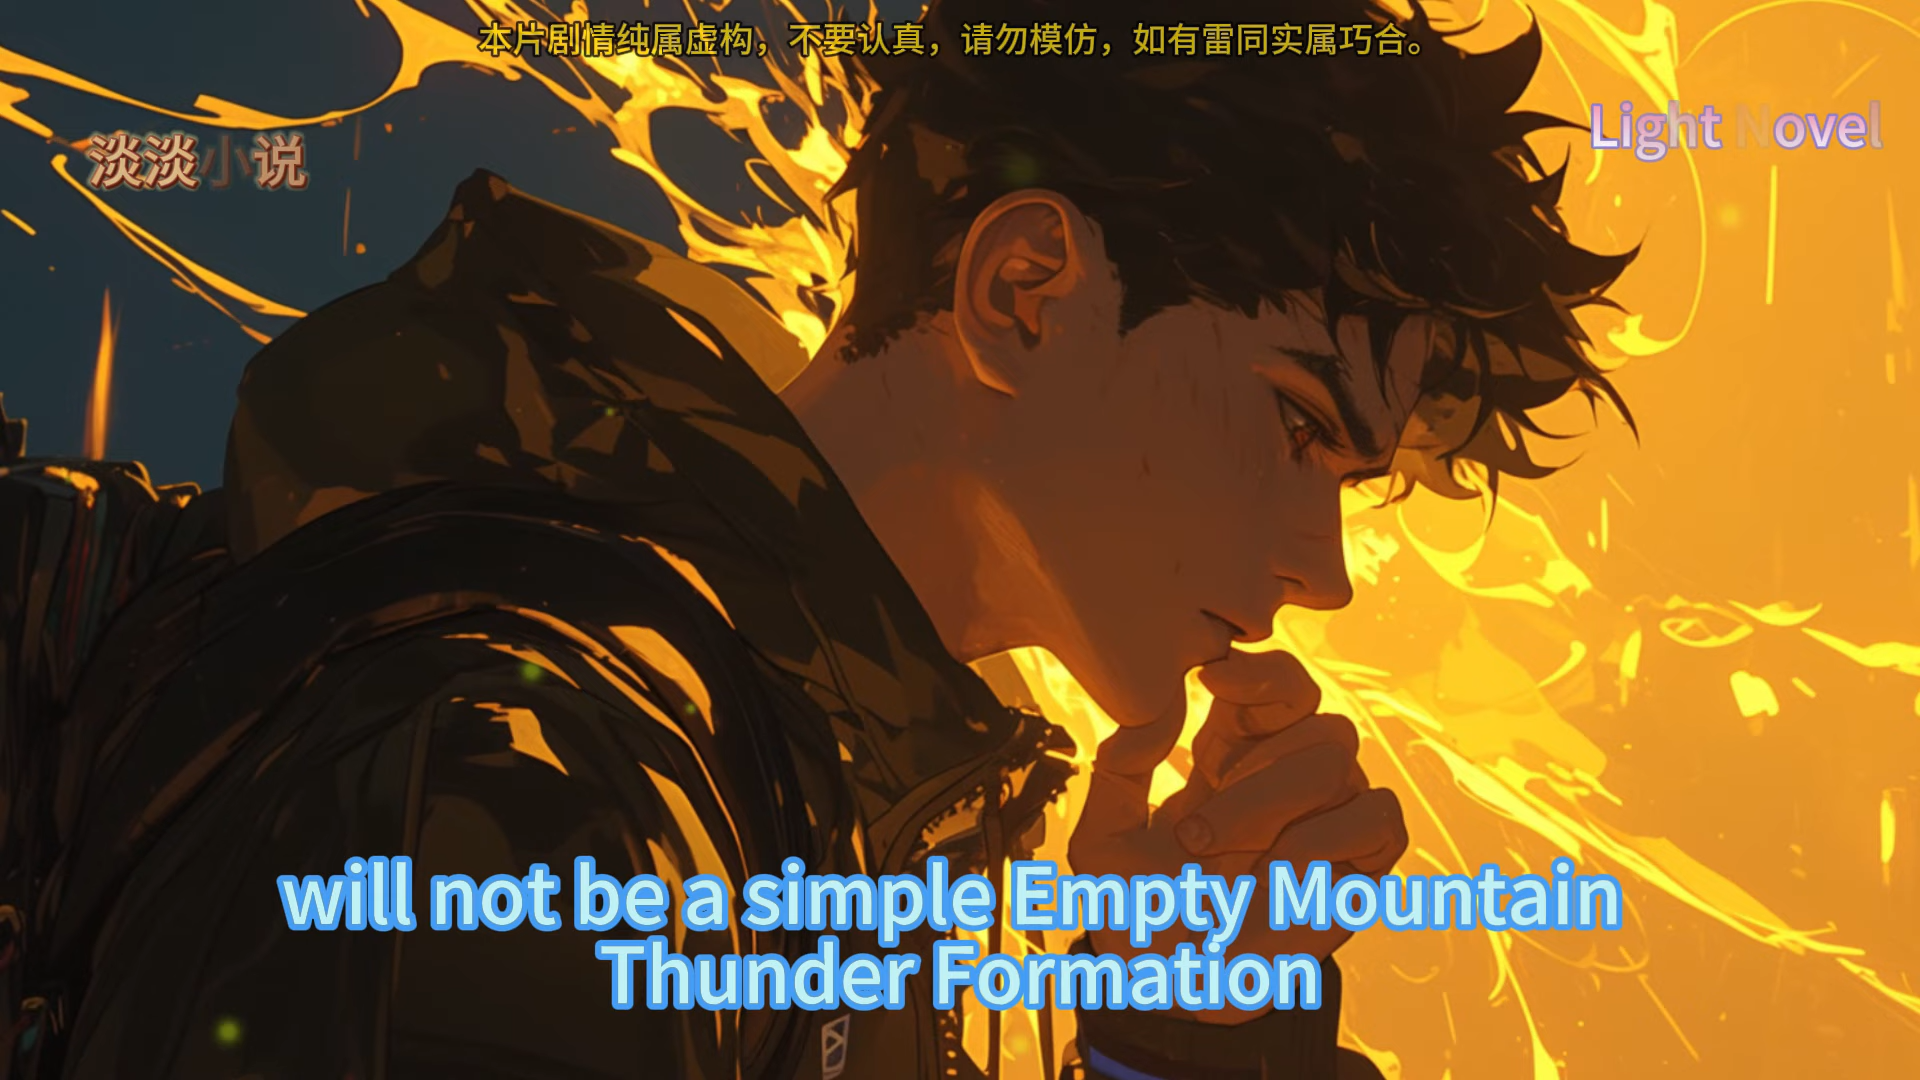 本片剧情纯属虚构，不要认真，请勿模仿，如有雷同实属巧合。
淡淡小说
Light Novel
will not be a simple Empty Mountain
Thunder Formation